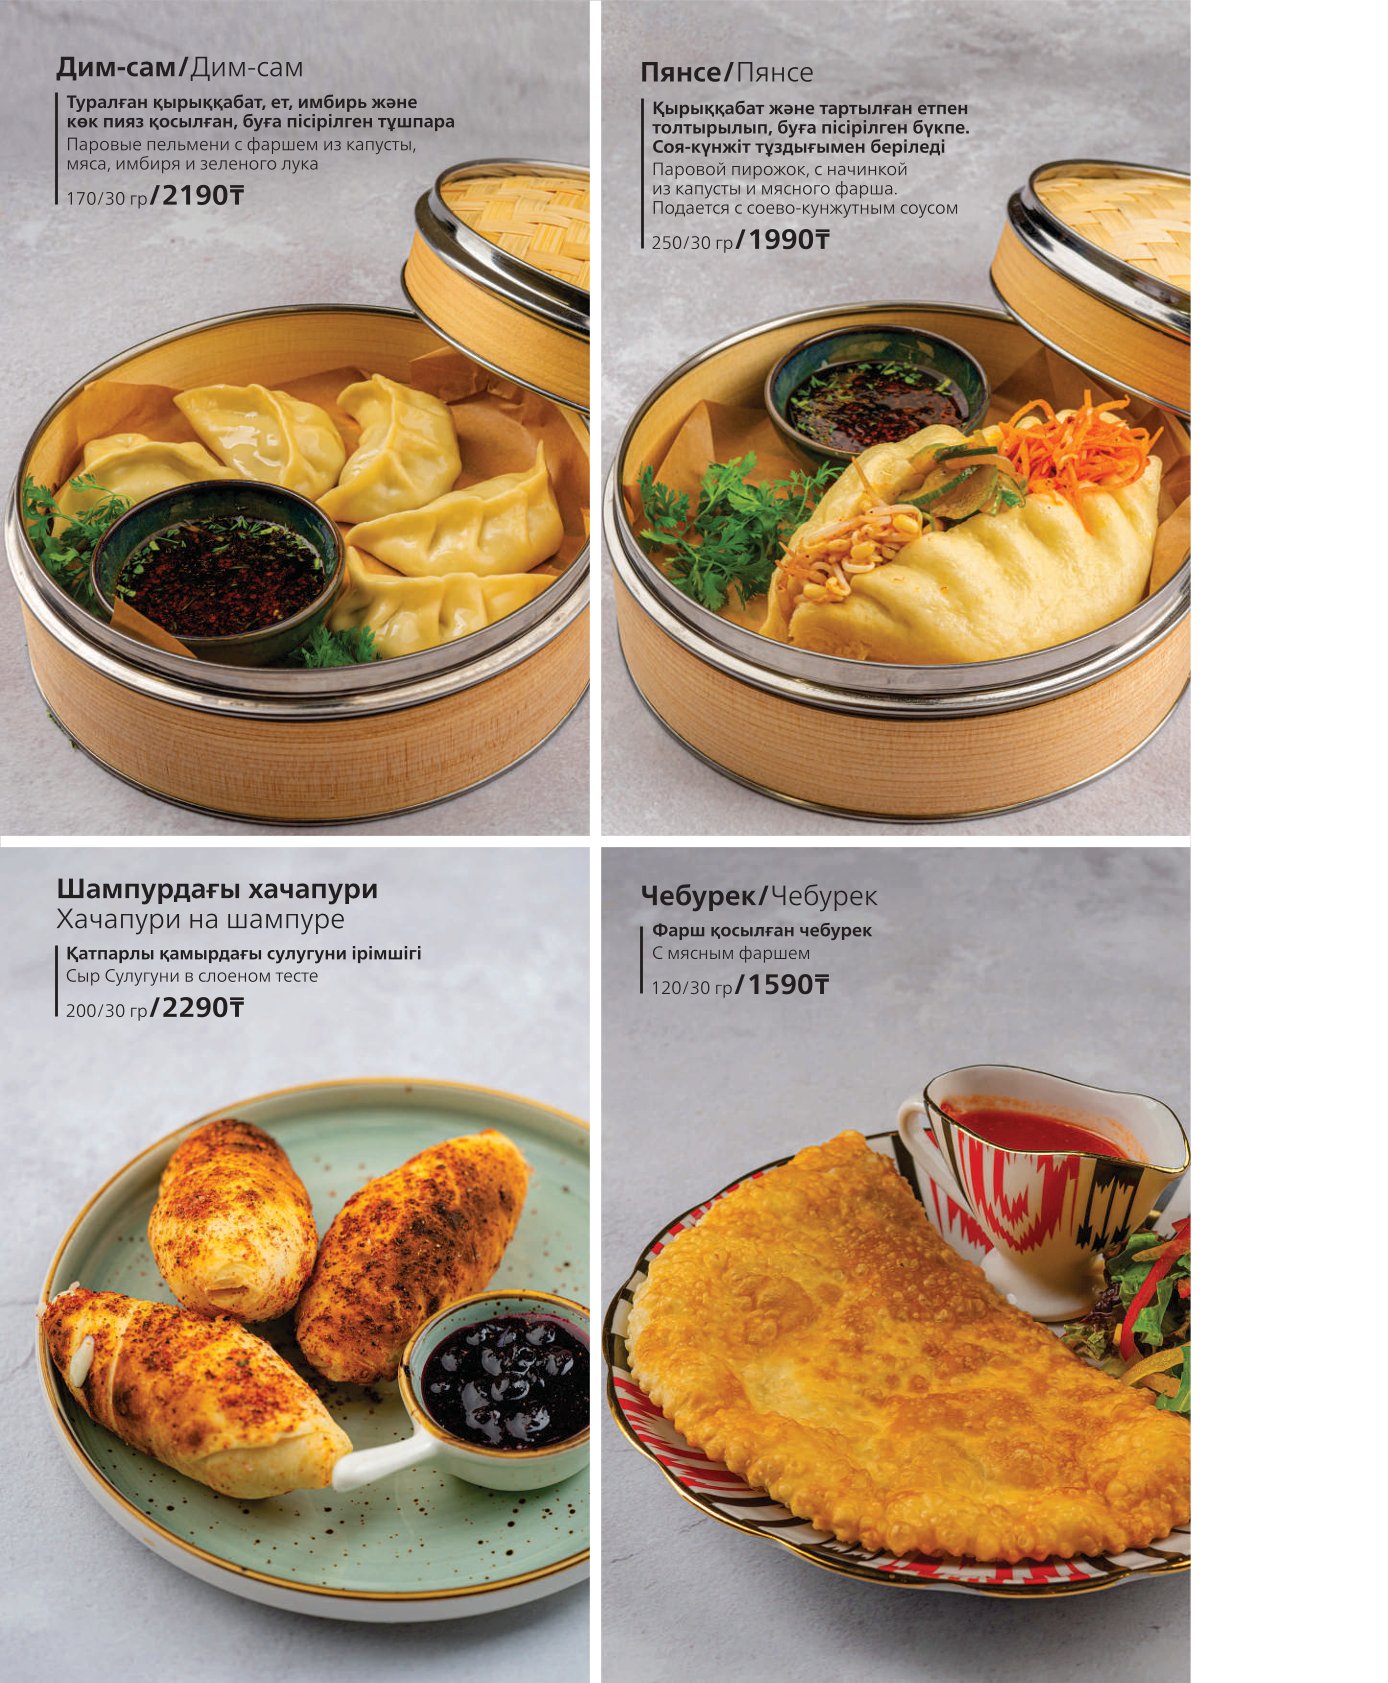 Дим-сам/Дим-сам
Туралған қырыққабат, ет, имбирь және
көк пияз қосылған, буға пісірілген тұшпара
Паровые пельмени с фаршем из капусты,
мяса, имбиря и зеленого лука
170/30 гр/2190₸
Пянсе/Пянсе
Қырыққабат және тартылған етпен
толтырылып, буға пісірілген бүкпе.
Соя-күнжіт тұздығымен беріледі
Паровой пирожок, с начинкой
из капусты и мясного фарша.
Подается с соево-кунжутным соусом
250/30 гр/1990₸
Шампурдағы хачапури
Хачапури на шампуре
Қатпарлы қамырдағы сулугуни ірімшігі
Сыр Сулугуни в слоеном тесте
200/30 гр/2290₸
Чебурек/Чебурек
Фарш қосылған чебурек
С мясным фаршем
120/30 гр/1590₸